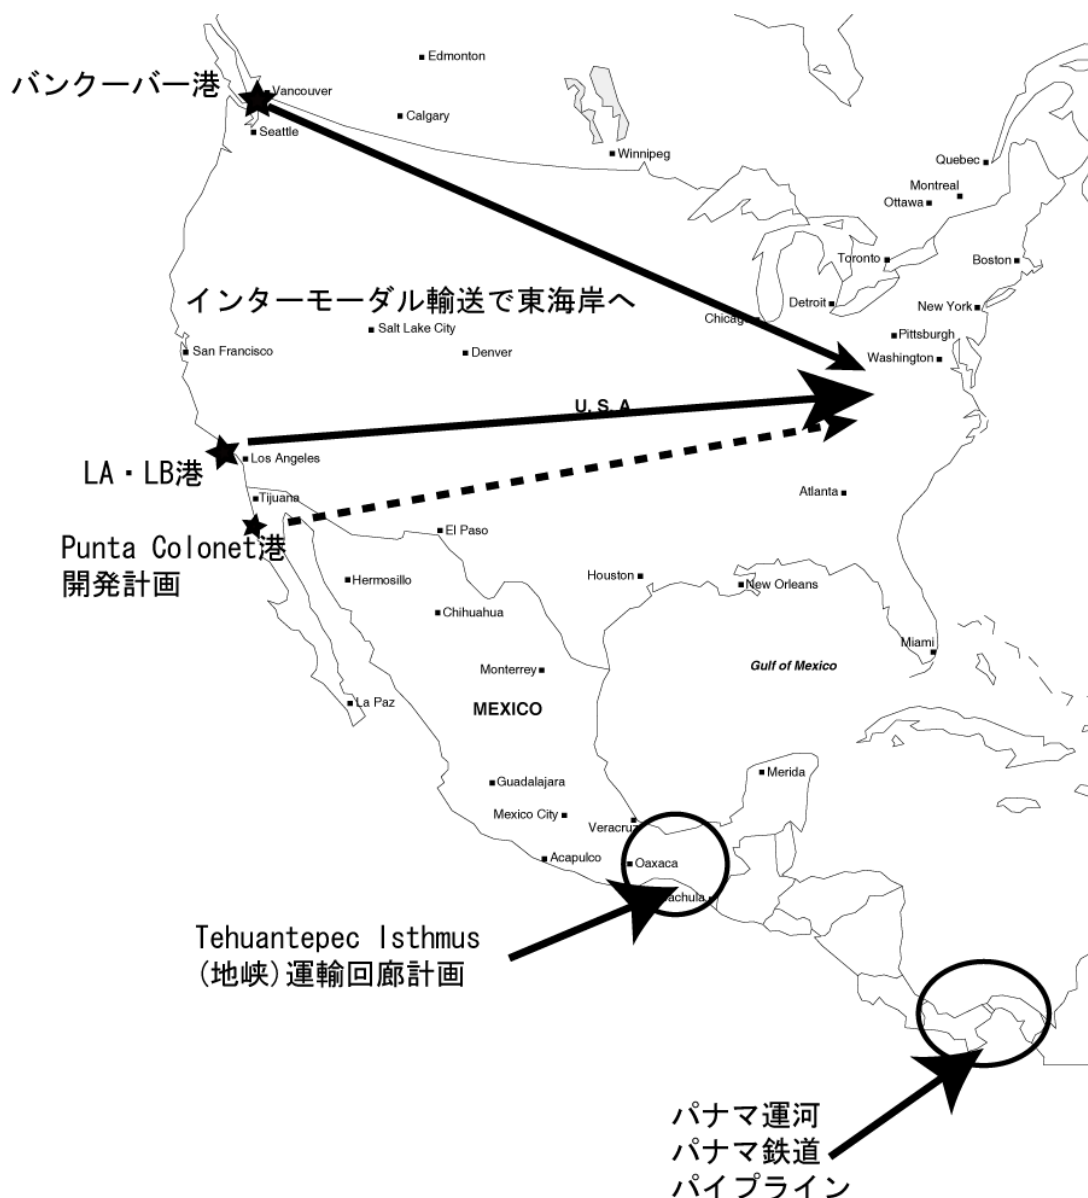 Edmonton
バンクーバー港
Vancouver
Calgary
Seattle
Winnipeg
Quebec
Montreal
Ottawa
Toronto
Boston
インターモーダル輸送で東海岸へ
Detroit
New York
Chicago
Salt Lake City
Pittsburgh
San Francisco
Denver
Washington
U. S. A
LA・LB港
Los Angeles
Tijuana
Atlanta
El Paso
Punta Colonet港
開発計画
Hermosillo
Houston
New Orleans
Chihuahua
Miami
Monterrey
Gulf of Mexico
La Paz
MEXICO
Merida
Guadalajara
Mexico City
Veracruz
Acapulco
Oaxaca
Tehuantepec Isthmus
(地峡)運輸回廊計画
パナマ運河
パナマ鉄道
パイプライン